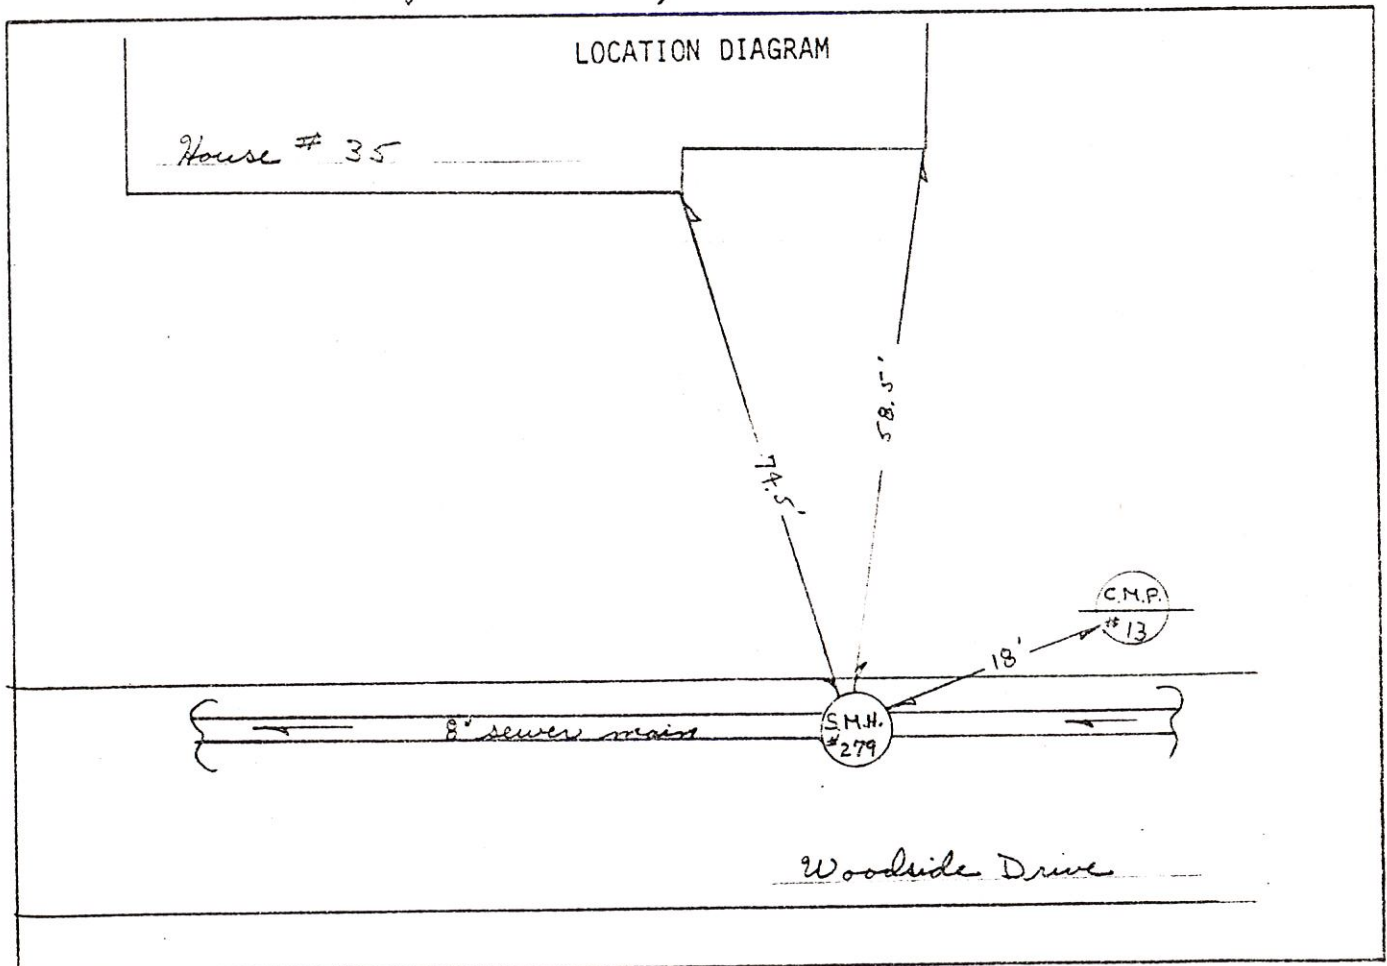 LOCATION DIAGRAM
House # 35
74.5'
58.5'
C.M.P.
#13
18'
8" sewer main
S.M.H.
#279
Woodside Drive